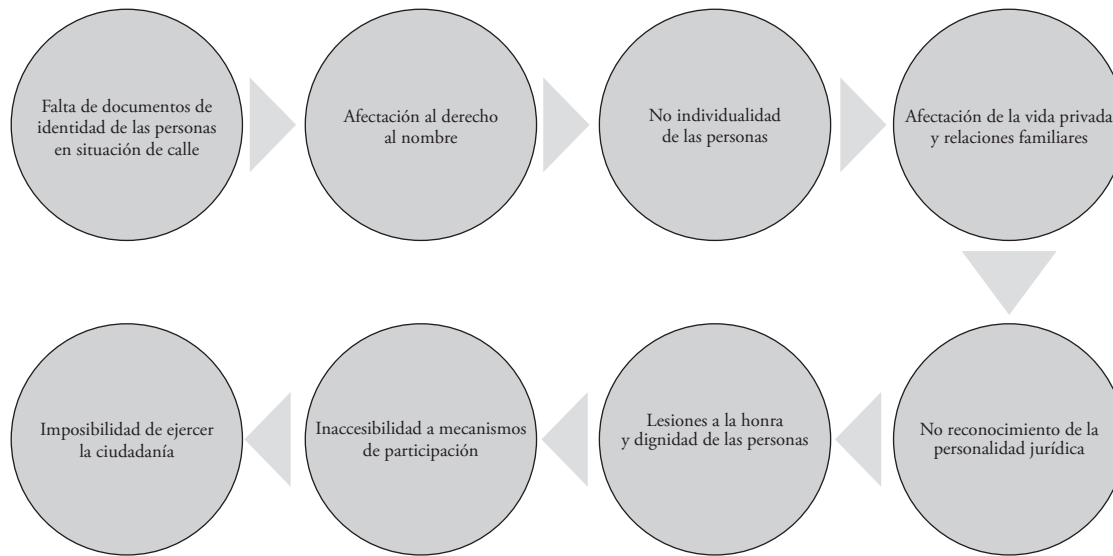 Falta de documentos de
identidad de las personas
en situación de calle
Afectación al derecho
al nombre
No individualidad
de las personas
Afectación de la vida privada
y relaciones familiares
No reconocimiento de la
personalidad jurídica
Lesiones a la honra
y dignidad de las personas
Inaccesibilidad a mecanismos
de participación
Imposibilidad de ejercer
la ciudadanía